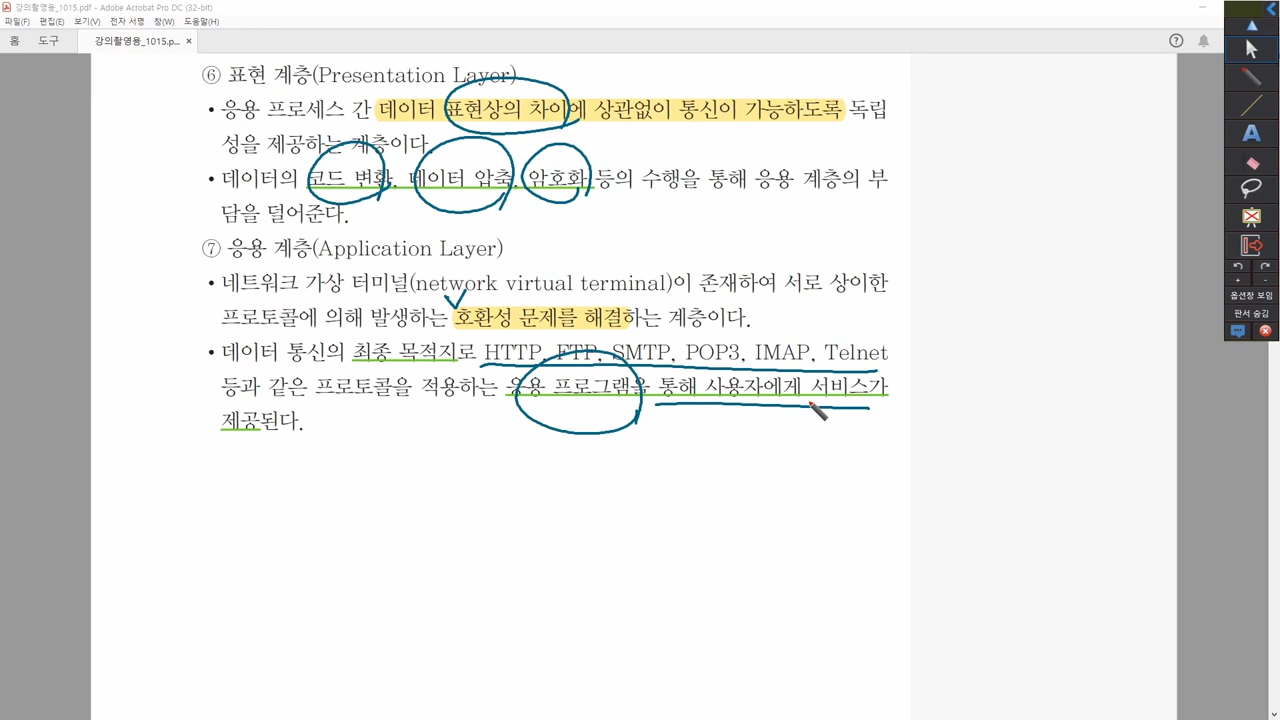 강의촬영용_1015.pdf - Adobe Acrobat Pro DC (32-bit)
파일(F) 편집(E) 보기(V) 전자 서명 창(W) 도움말(H)
홈 도구 강의촬영용_1015.p... ×
⑥ 표현 계층(Presentation Layer)
• 응용 프로세스 간 데이터 표현상의 차이에 상관없이 통신이 가능하도록 독립
성을 제공하는 계층이다.
• 데이터의 코드 변환, 데이터 압축, 암호화 등의 수행을 통해 응용 계층의 부
담을 덜어준다.
⑦ 응용 계층(Application Layer)
• 네트워크 가상 터미널(network virtual terminal)이 존재하여 서로 상이한
프로토콜에 의해 발생하는 호환성 문제를 해결하는 계층이다.
• 데이터 통신의 최종 목적지로 HTTP, FTP, SMTP, POP3, IMAP, Telnet
등과 같은 프로토콜을 적용하는 응용 프로그램을 통해 사용자에게 서비스가
제공된다.
A
옵션장 보임
판서 숨김